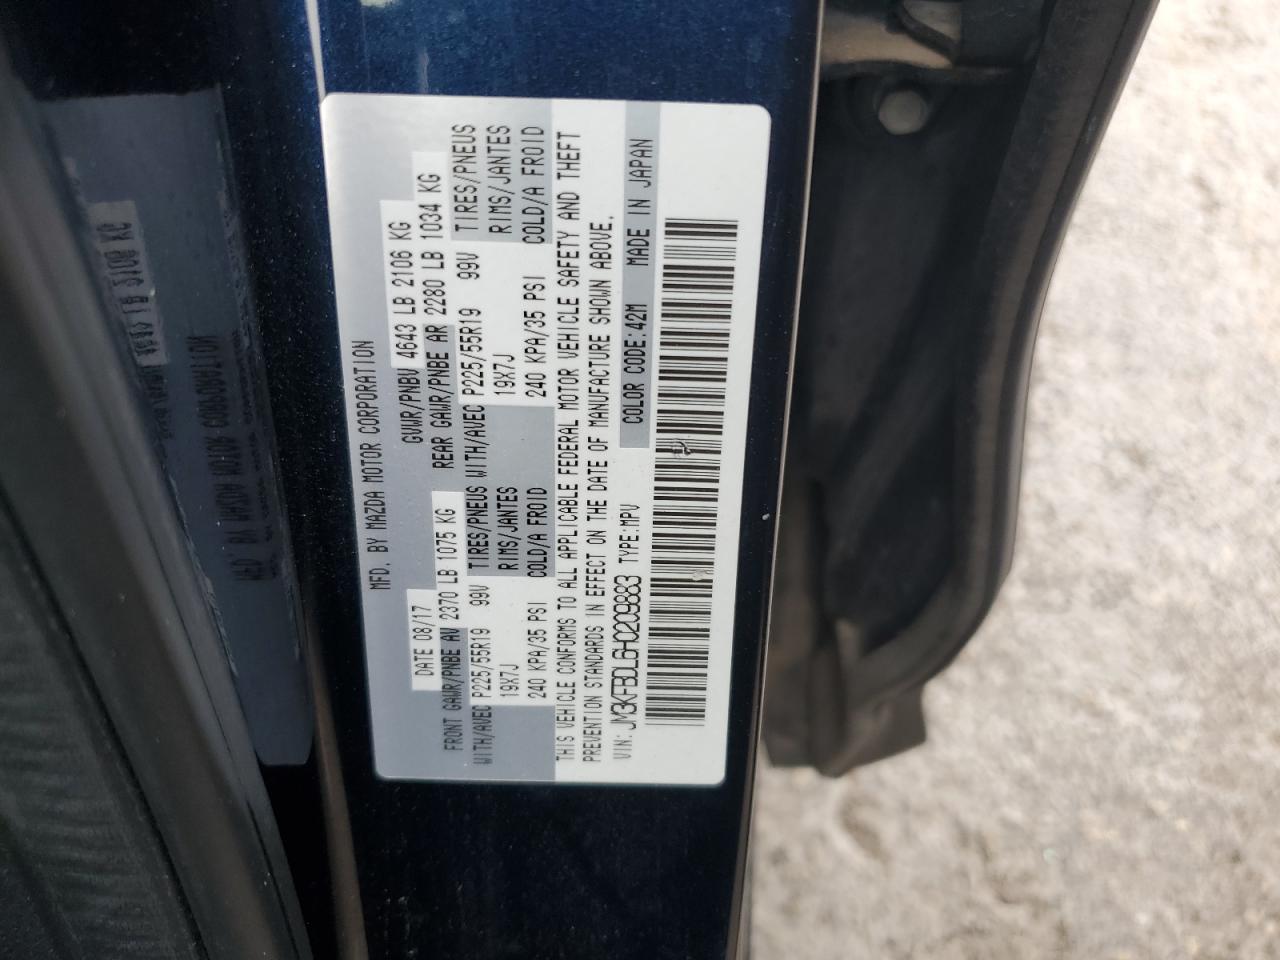 MFD. BY MAZDA MOTOR CORPORATION
DATE 08/17 GVWR/PNBV 4643 LB 2106 KG
FRONT GAWR/PNBE AV 2370 LB 1075 KG REAR GAWR/PNBE AR 2280 LB 1034 KG
WITH/AVEC P225/55R19 99V TIRES/PNEUS WITH/AVEC P225/55R19 99V TIRES/PNEUS
19X7J RIMS/JANTES 19X7J RIMS/JANTES
240 KPA/35 PSI COLD/A FROID 240 KPA/35 PSI COLD/A FROID
THIS VEHICLE CONFORMS TO ALL APPLICABLE FEDERAL MOTOR VEHICLE SAFETY AND THEFT
PREVENTION STANDARDS IN EFFECT ON THE DATE OF MANUFACTURE SHOWN ABOVE.
VIN: JM3KFBDL6H0209883 TYPE:MPV COLOR CODE:42M MADE IN JAPAN